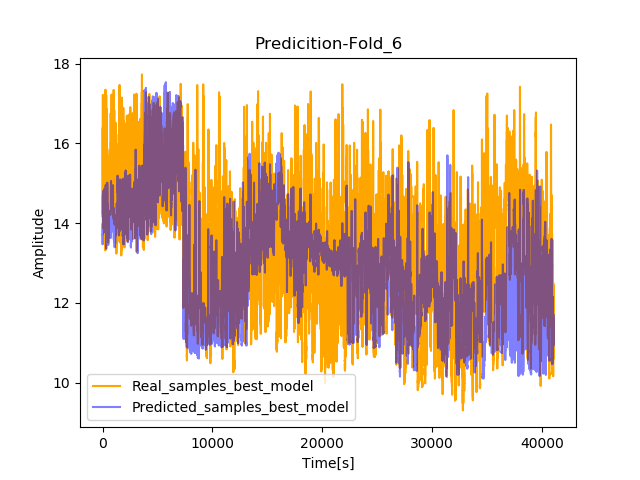 Predicition-Fold_6
18
16
14
12
10
Amplitude
Real_samples_best_model
Predicted_samples_best_model
0
10000
20000
30000
40000
Time[s]